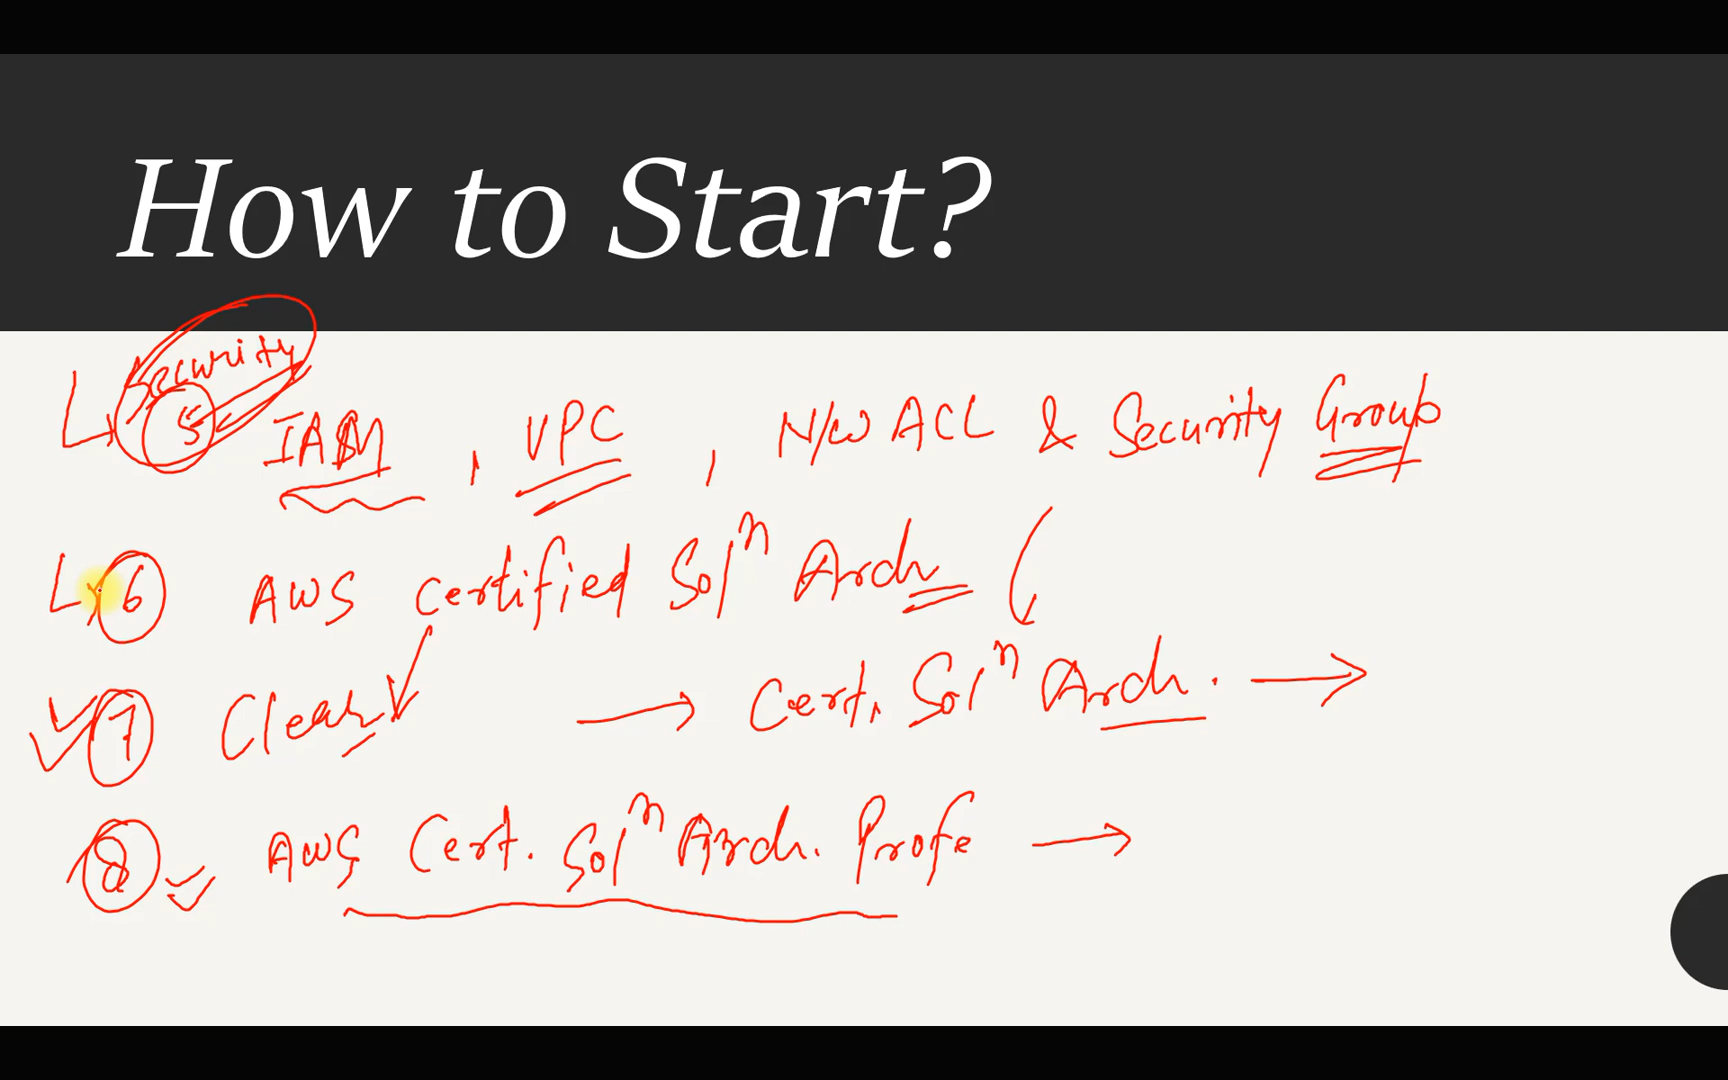 How to Start?
Security
5 IAM , VPC , N/W ACL & Security Group
6 AWS Certified Solⁿ Arch
7 Clear → Cert. Solⁿ Arch. →
8 AWS Cert. Solⁿ Arch. Profe →